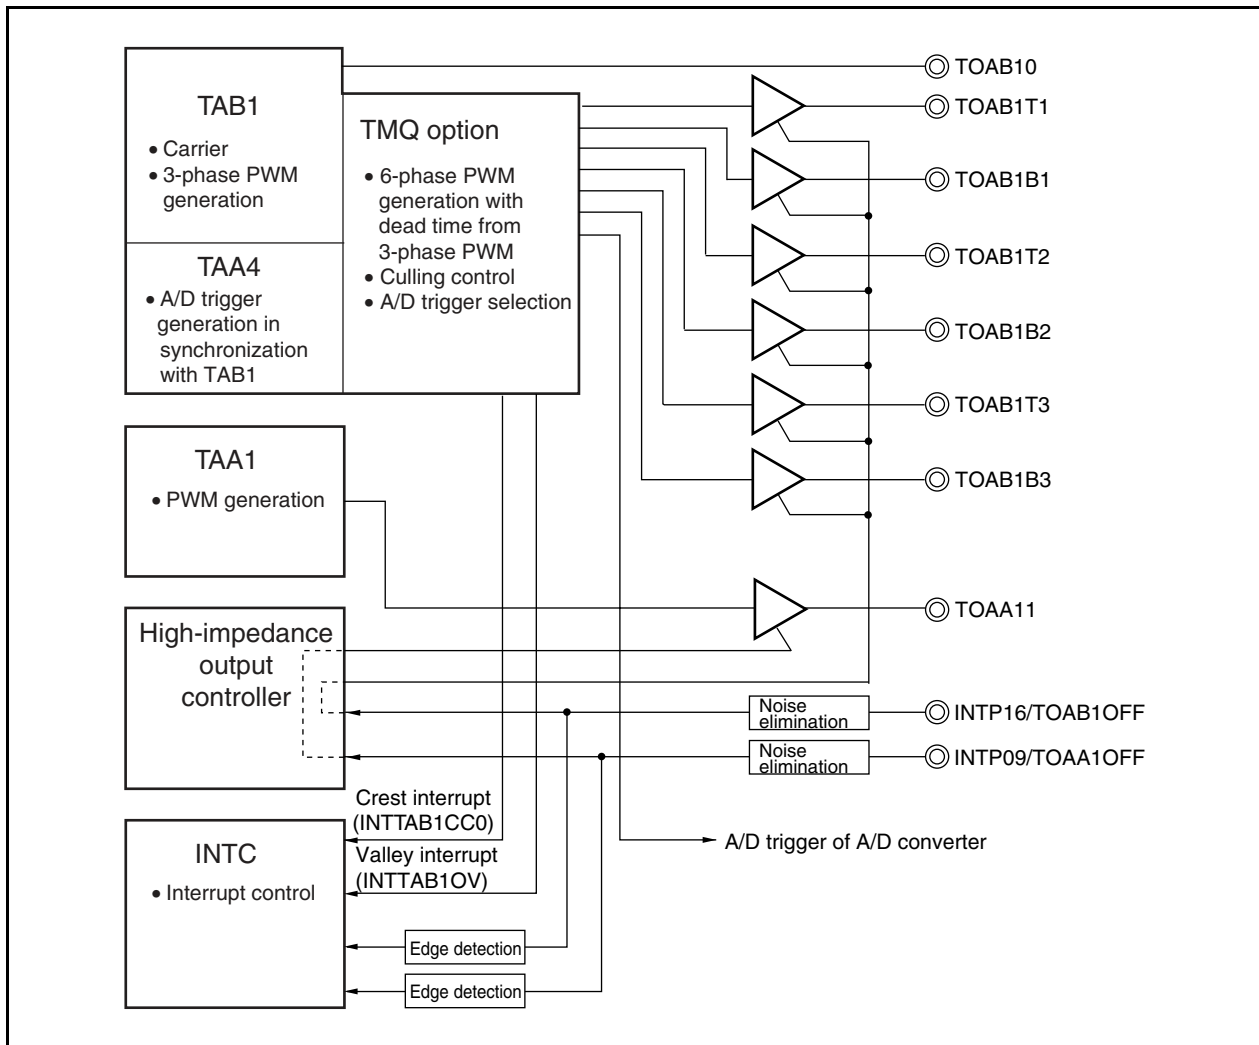 TAB1
• Carrier
• 3-phase PWM
generation
TMQ option
• 6-phase PWM
generation with
dead time from
3-phase PWM
• Culling control
• A/D trigger selection
TAA4
• A/D trigger
generation in
synchronization
with TAB1
TOAB10
TOAB1T1
TOAB1B1
TOAB1T2
TOAB1B2
TOAB1T3
TOAB1B3
TAA1
• PWM generation
TOAA11
High-impedance
output
controller
Noise
elimination
INTP16/TOAB1OFF
Noise
elimination
INTP09/TOAA1OFF
Crest interrupt
(INTTAB1CC0)
Valley interrupt
(INTTAB1OV)
A/D trigger of A/D converter
INTC
• Interrupt control
Edge detection
Edge detection